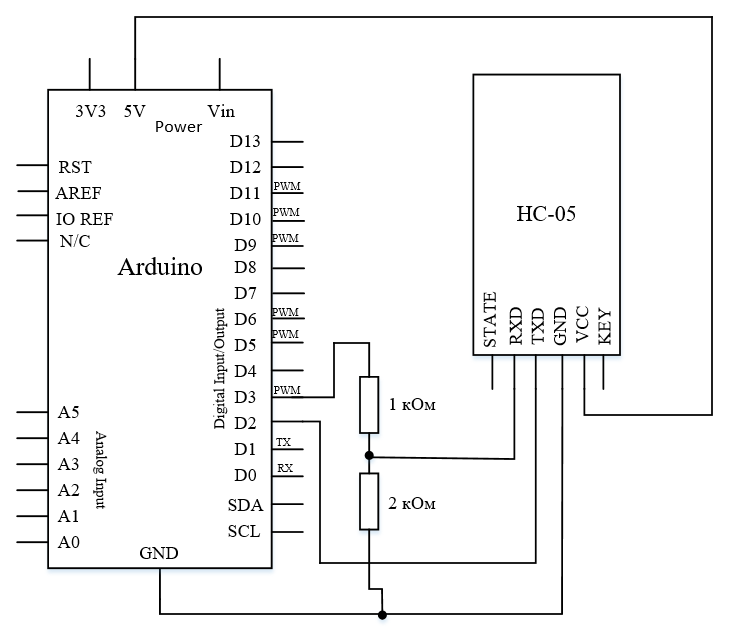 3V3 5V Vin
Power
RST
AREF
IO REF
N/C
Arduino
A5
A4
A3
A2
A1
A0
Analog Input
Digital Input/Output
D13
D12
D11 PWM
D10 PWM
D9 PWM
D8
D7
D6 PWM
D5 PWM
D4
D3 PWM
D2
D1 TX
D0 RX
SDA
SCL
GND
1 кОм
2 кОм
HC-05
STATE
RXD
TXD
GND
VCC
KEY